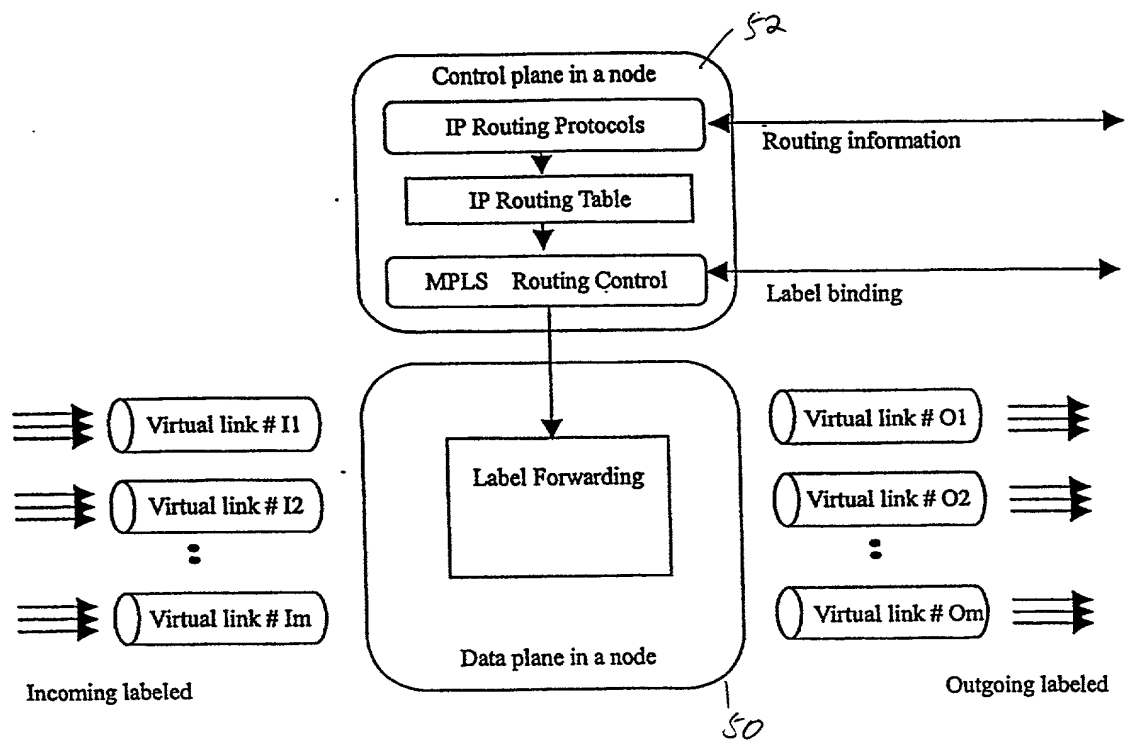 52
Control plane in a node
IP Routing Protocols
Routing information
IP Routing Table
MPLS Routing Control
Label binding
Virtual link # I1
Virtual link # O1
Label Forwarding
Virtual link # I2
Virtual link # O2
Virtual link # Im
Virtual link # Om
Data plane in a node
Incoming labeled
Outgoing labeled
50